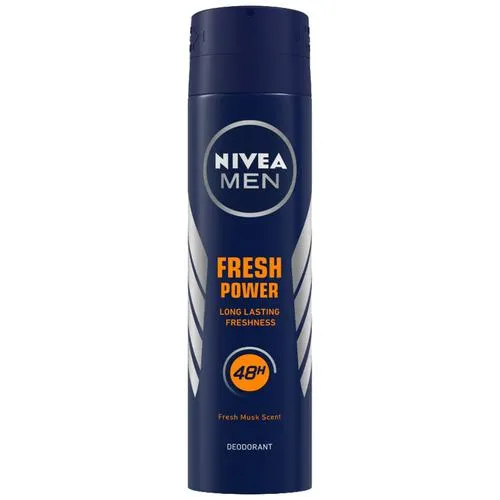 NIVEA
MEN
FRESH
POWER
LONG LASTING
FRESHNESS
48H
Fresh Musk Scent
DEODORANT